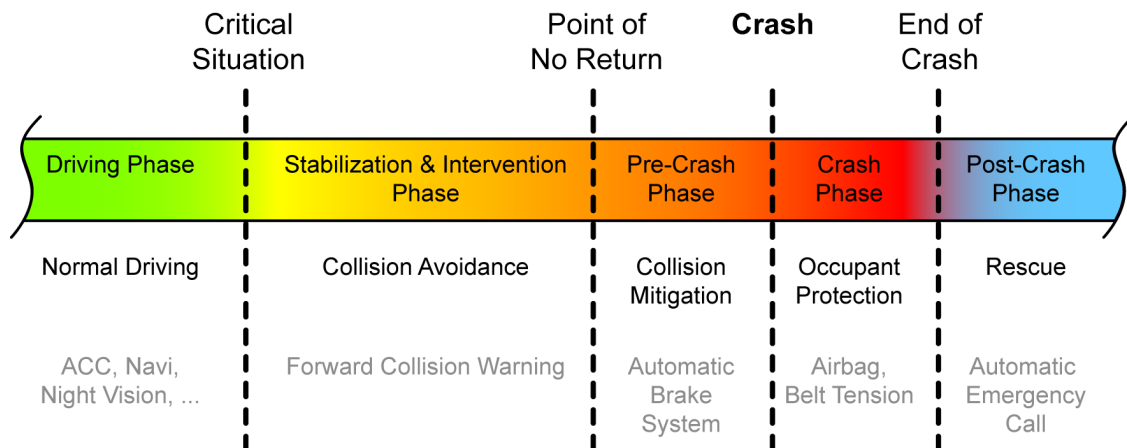 Critical
Situation
Point of
No Return
Crash
End of
Crash
Driving Phase
Stabilization & Intervention
Phase
Pre-Crash
Phase
Crash
Phase
Post-Crash
Phase
Normal Driving
Collision Avoidance
Collision
Mitigation
Occupant
Protection
Rescue
ACC, Navi,
Night Vision, ...
Forward Collision Warning
Automatic
Brake
System
Airbag,
Belt Tension
Automatic
Emergency
Call